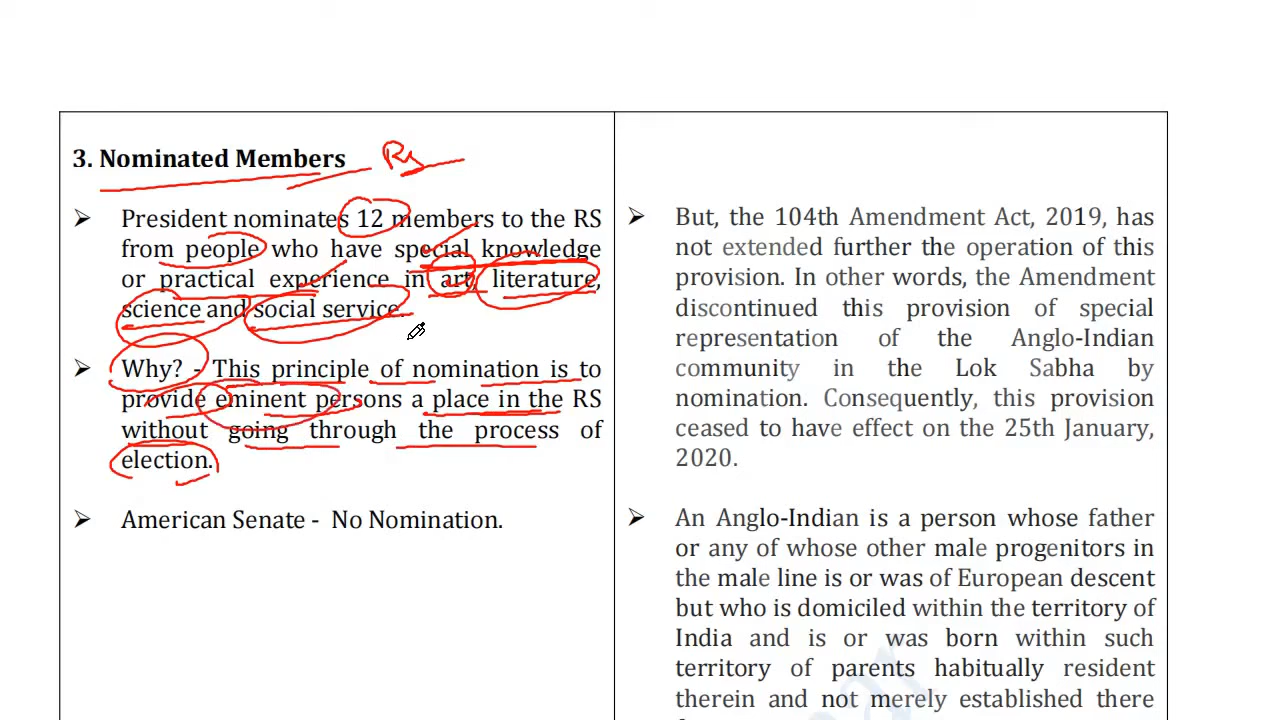 3. Nominated Members Rs
➢ President nominates 12 members to the RS
from people who have special knowledge
or practical experience in art, literature,
science and social service.
➢ Why? - This principle of nomination is to
provide eminent persons a place in the RS
without going through the process of
election.
➢ American Senate - No Nomination.
➢ But, the 104th Amendment Act, 2019, has
not extended further the operation of this
provision. In other words, the Amendment
discontinued this provision of special
representation of the Anglo-Indian
community in the Lok Sabha by
nomination. Consequently, this provision
ceased to have effect on the 25th January,
2020.
➢ An Anglo-Indian is a person whose father
or any of whose other male progenitors in
the male line is or was of European descent
but who is domiciled within the territory of
India and is or was born within such
territory of parents habitually resident
therein and not merely established there